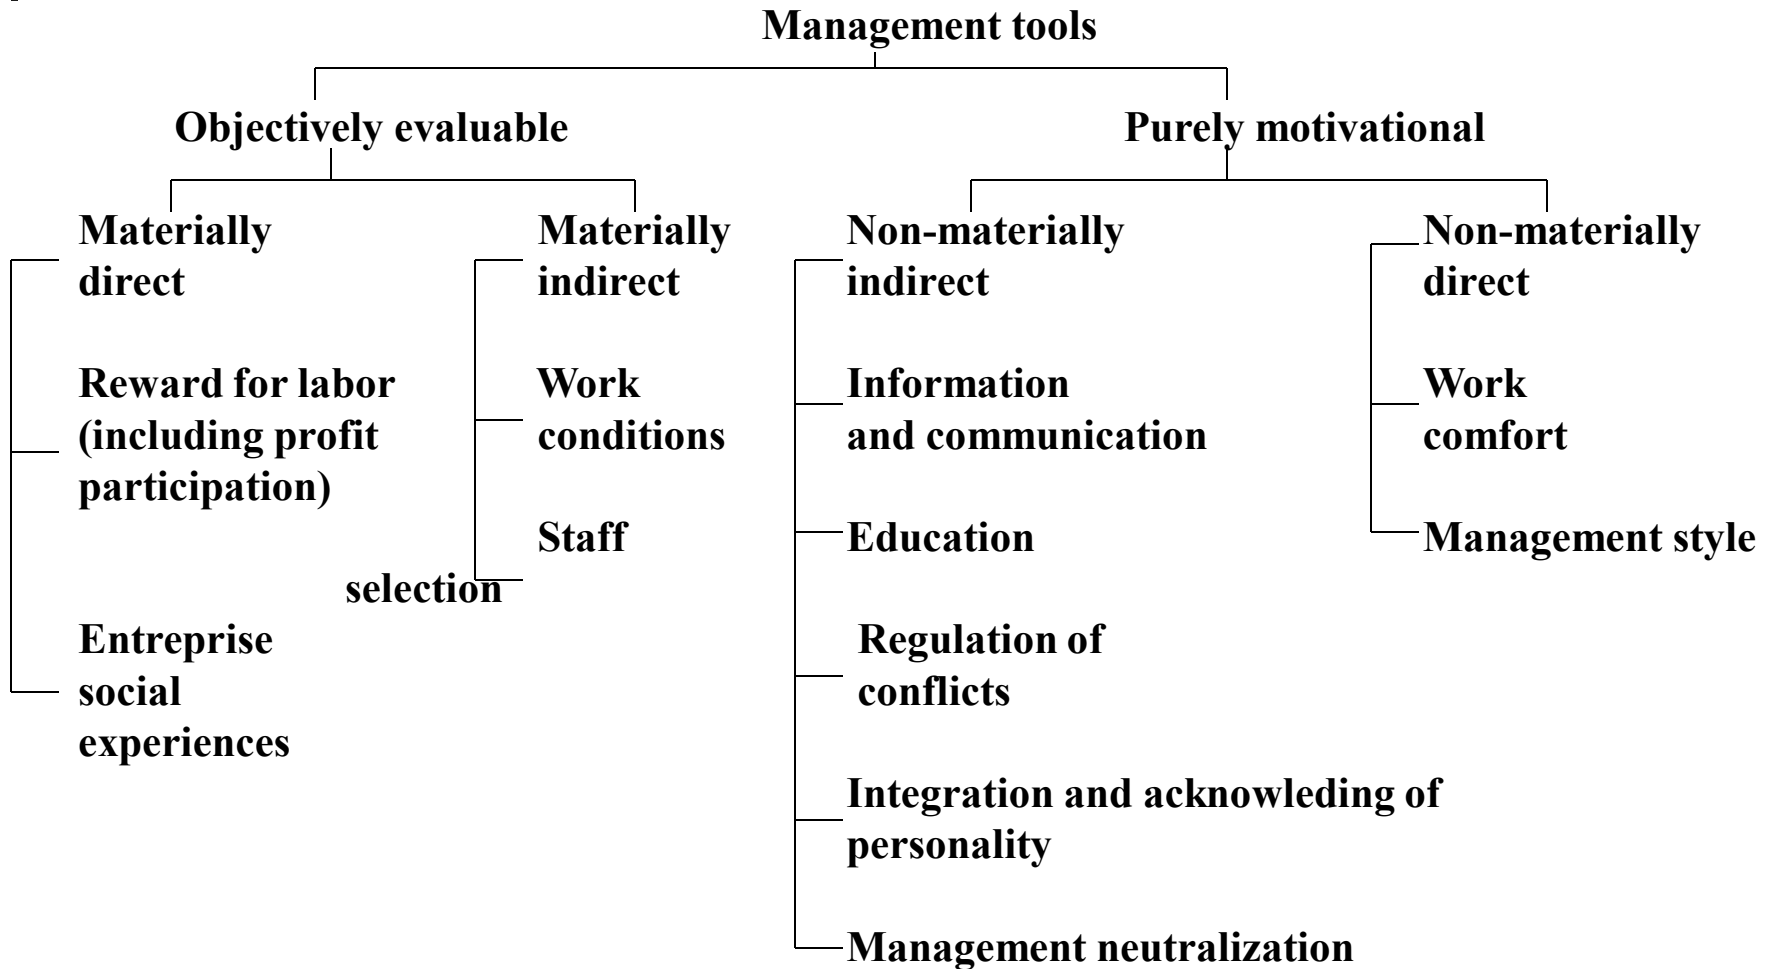 Management tools
Objectively evaluable
Purely motivational
Materially
direct
Reward for labor
(including profit
participation)
Entreprise
social
experiences
Materially
indirect
Work
conditions
Staff
selection
Non-materially
indirect
Information
and communication
Education
Regulation of
conflicts
Integration and acknowleding of
personality
Management neutralization
Non-materially
direct
Work
comfort
Management style